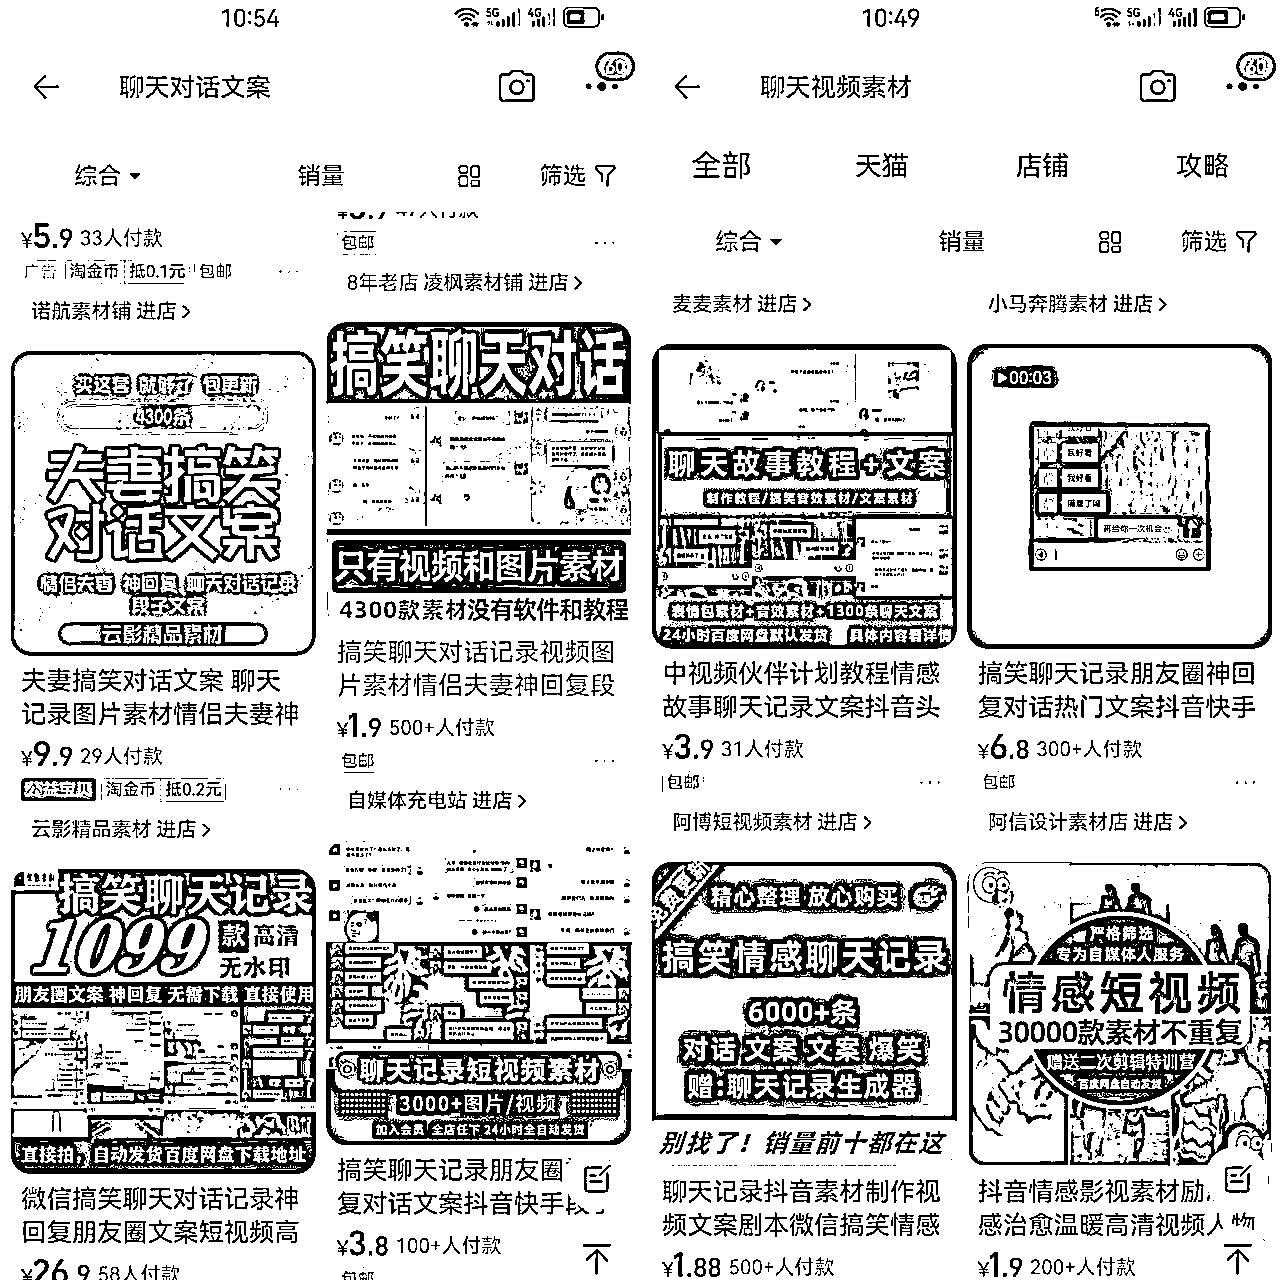 10:54
5G 4G
60
聊天对话文案
综合
销量
筛选
¥5.9 33人付款
广告 淘金币 抵0.1元 包邮
诺航素材铺 进店
买这套 就够了 包更新
4300条
夫妻搞笑
对话文案
情侣夫妻 神回复 聊天对话记录
段子文案
云影精品素材
夫妻搞笑对话文案 聊天
记录图片素材情侣夫妻神
¥9.9 29人付款
公益宝贝 淘金币 抵0.2元
云影精品素材 进店
搞笑聊天记录
1099
款 高清
无水印
朋友圈文案 神回复 无需下载 直接使用
直接拍, 自动发货百度网盘下载地址
微信搞笑聊天对话记录神
回复朋友圈文案短视频高
¥26.9 58人付款
包邮
8年老店 凌枫素材铺 进店
搞笑聊天对话
只有视频和图片素材
4300款素材没有软件和教程
搞笑聊天对话记录视频图
片素材情侣夫妻神回复段
¥1.9 500+人付款
包邮
自媒体充电站 进店
聊天记录短视频素材
3000+图片/视频
加入会员 全店任下 24小时全自动发货
搞笑聊天记录朋友圈
复对话文案抖音快手
¥3.8 100+人付款
包邮
10:49
5G 4G
60
聊天视频素材
全部
天猫
店铺
攻略
综合
销量
筛选
麦麦素材 进店
聊天故事教程+文案
制作教程/搞笑音效素材/文案素材
表情包素材+音效素材+1300条聊天文案
24小时百度网盘默认发货 具体内容看详情
中视频伙伴计划教程情感
故事聊天记录文案抖音头
¥3.9 31人付款
包邮
阿博短视频素材 进店
免费更新
精心整理 放心购买
搞笑情感聊天记录
6000+条
对话 文案 文案 爆笑
赠:聊天记录生成器
别找了！销量前十都在这
聊天记录抖音素材制作视
频文案剧本微信搞笑情感
¥1.88 500+人付款
小马奔腾素材 进店
00:03
我好看
我好看
再给你一次机会
搞笑聊天记录朋友圈神回
复对话热门文案抖音快手
¥6.8 300+人付款
包邮
阿信设计素材店 进店
严格筛选
专为自媒体人服务
情感短视频
30000款素材不重复
赠送二次剪辑特训营
百度网盘自动发货
抖音情感影视素材励
感治愈温暖高清视频人物
¥1.9 200+人付款